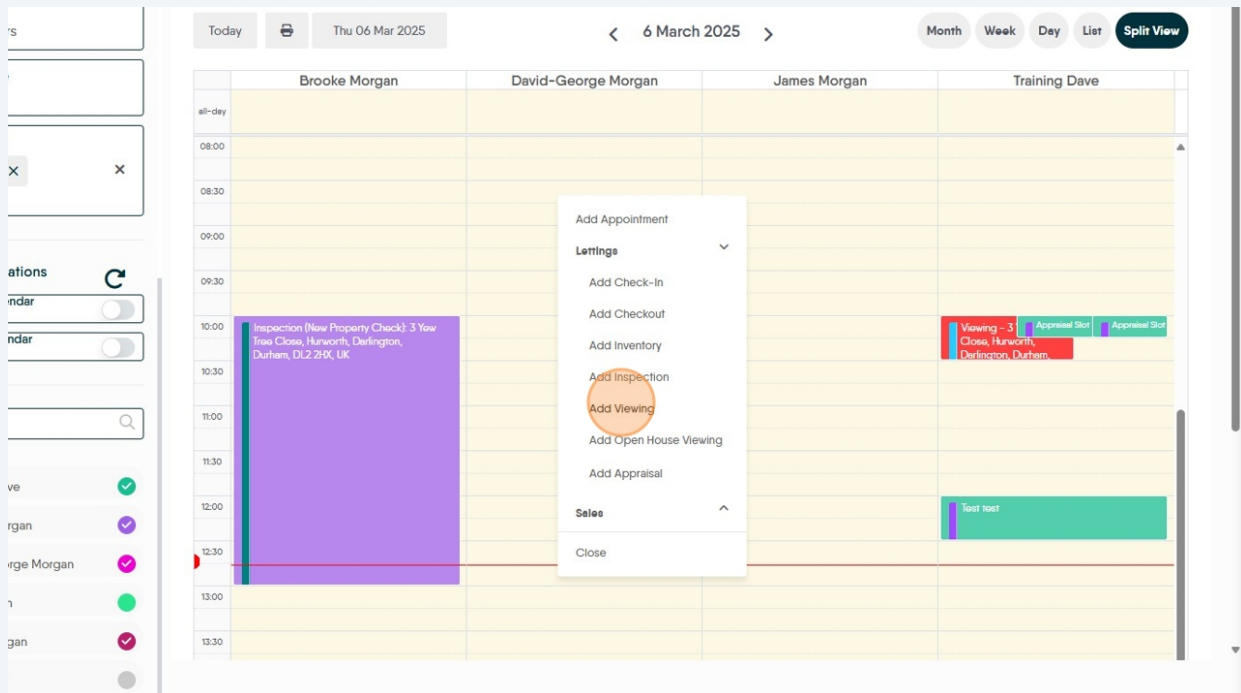 rs
Today
Thu 06 Mar 2025
6 March 2025
Month
Week
Day
List
Split View
Brooke Morgan
David-George Morgan
James Morgan
Training Dave
all-day
08:00
08:30
09:00
09:30
10:00
10:30
11:00
11:30
12:00
12:30
13:00
13:30
Inspection (New Property Check): 3 Yew
Tree Close, Hurworth, Darlington,
Durham, DL2 2HX, UK
Add Appointment
Lettings
Add Check-In
Add Checkout
Add Inventory
Add Inspection
Add Viewing
Add Open House Viewing
Add Appraisal
Sales
Close
Viewing - 3
Close, Hurworth,
Darlington, Durham,
Appraisal Slot
Appraisal Slot
Test test
ations
endar
ndar
ve
rgan
rge Morgan
n
gan